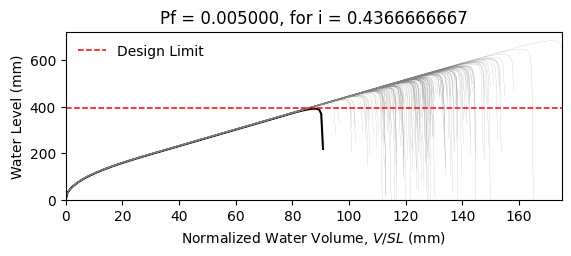 Pf = 0.005000, for i = 0.4366666667
Design Limit
Water Level (mm)
600
400
200
0
0 20 40 60 80 100 120 140 160
Normalized Water Volume, V/SL (mm)